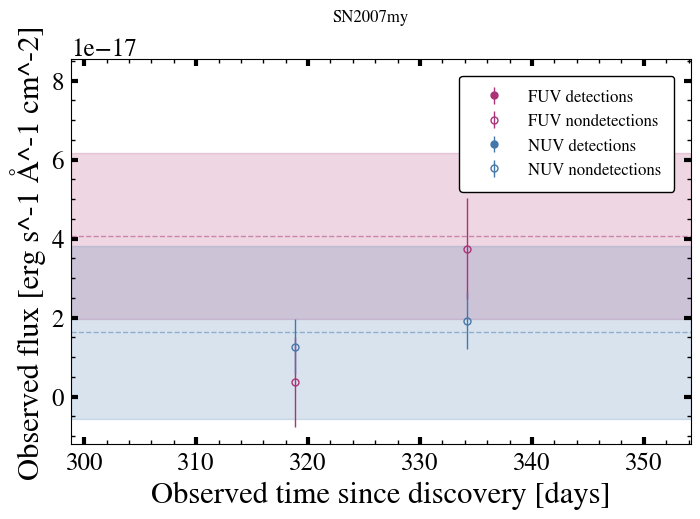 SN2007my
1e−17
Observed flux [erg s^-1 Å^-1 cm^-2]
8
6
4
2
0
FUV detections
FUV nondetections
NUV detections
NUV nondetections
300 310 320 330 340 350
Observed time since discovery [days]